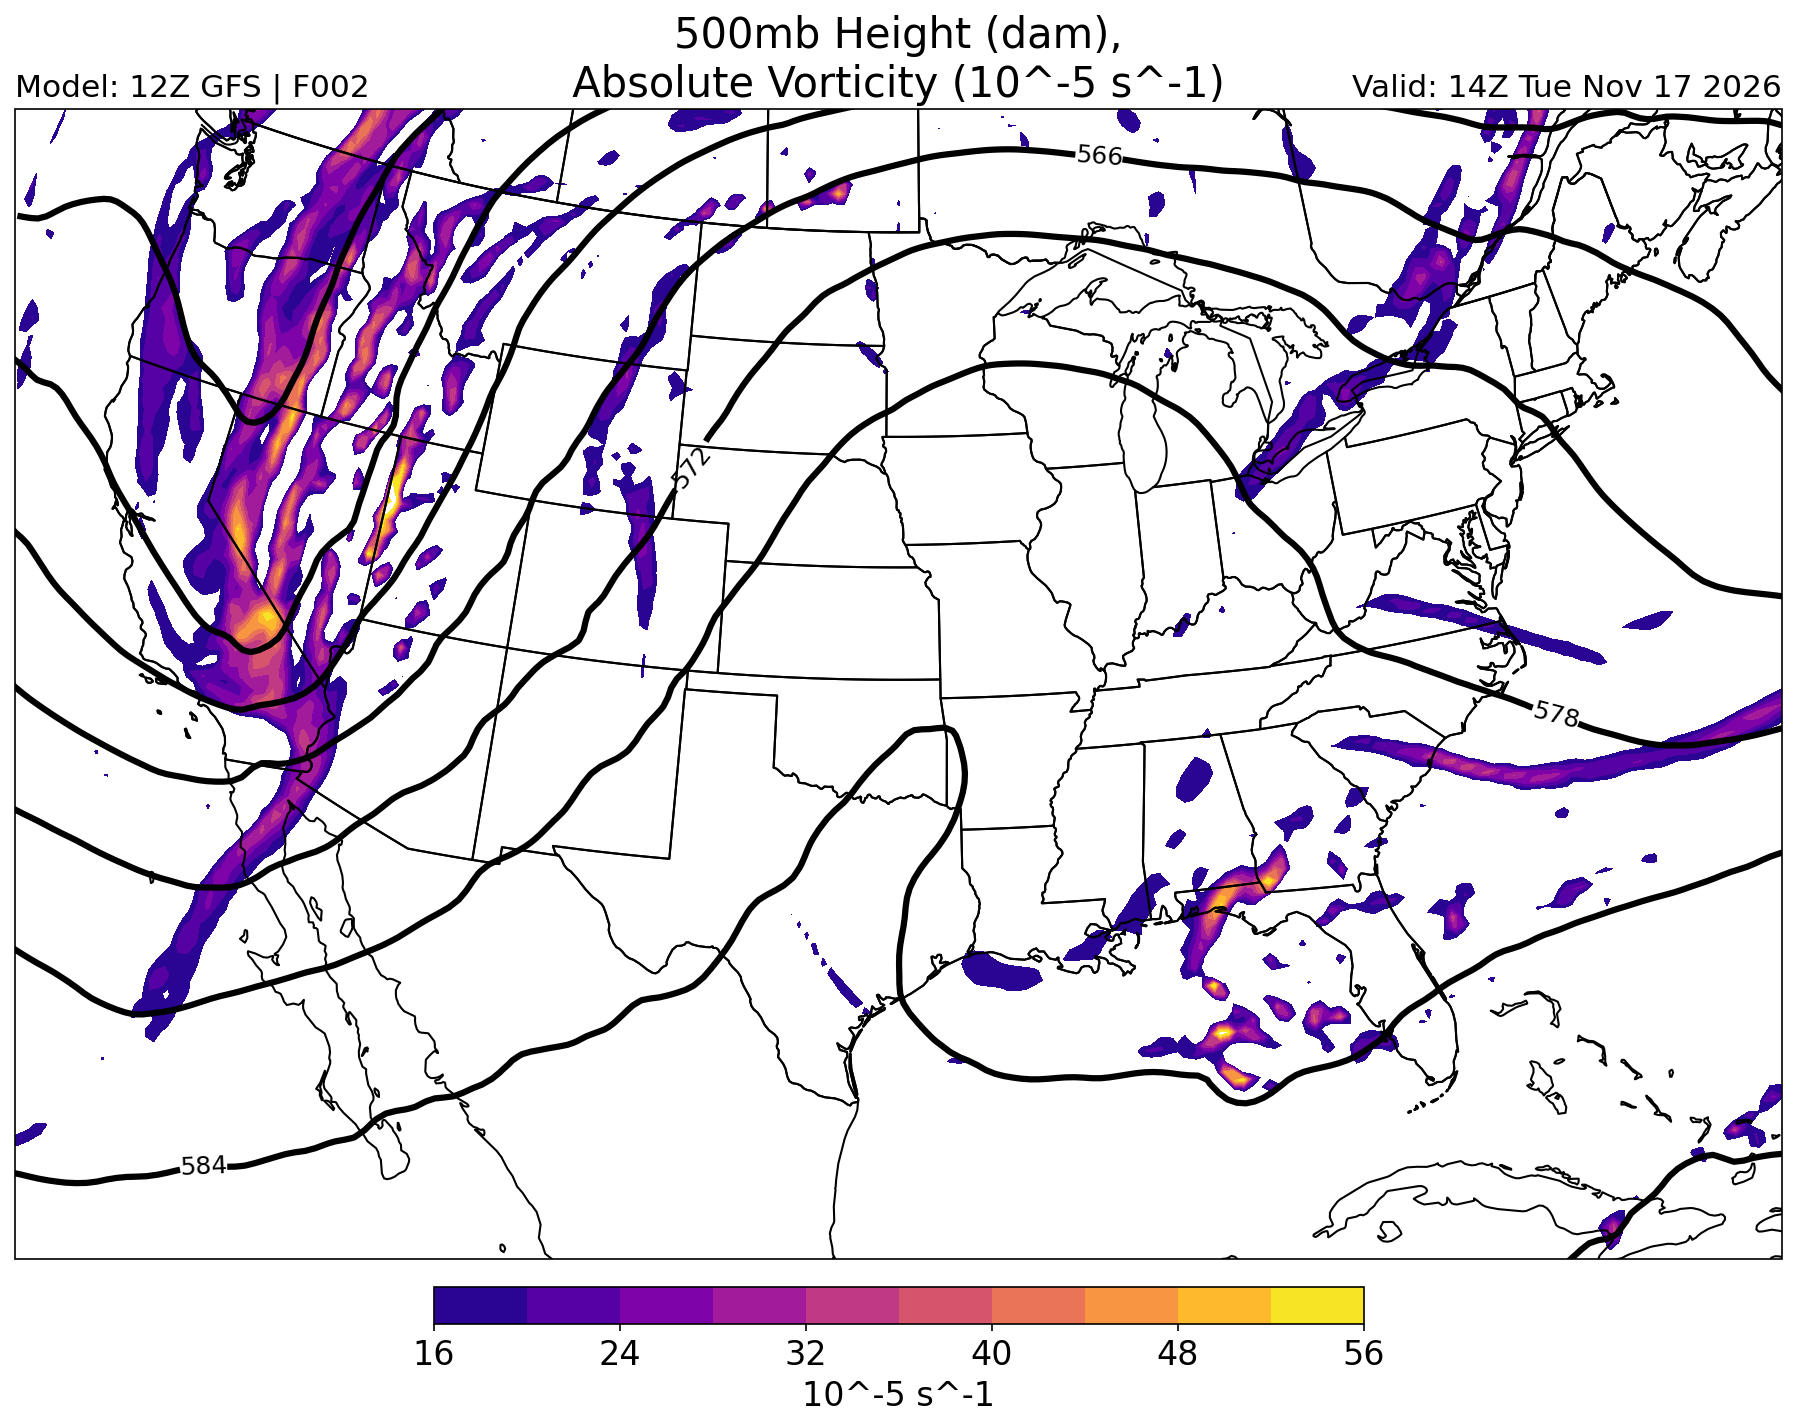 500mb Height (dam),
Model: 12Z GFS | F002
Absolute Vorticity (10^-5 s^-1)
Valid: 14Z Tue Nov 17 2026
566
572
578
584
16 24 32 40 48 56
10^-5 s^-1